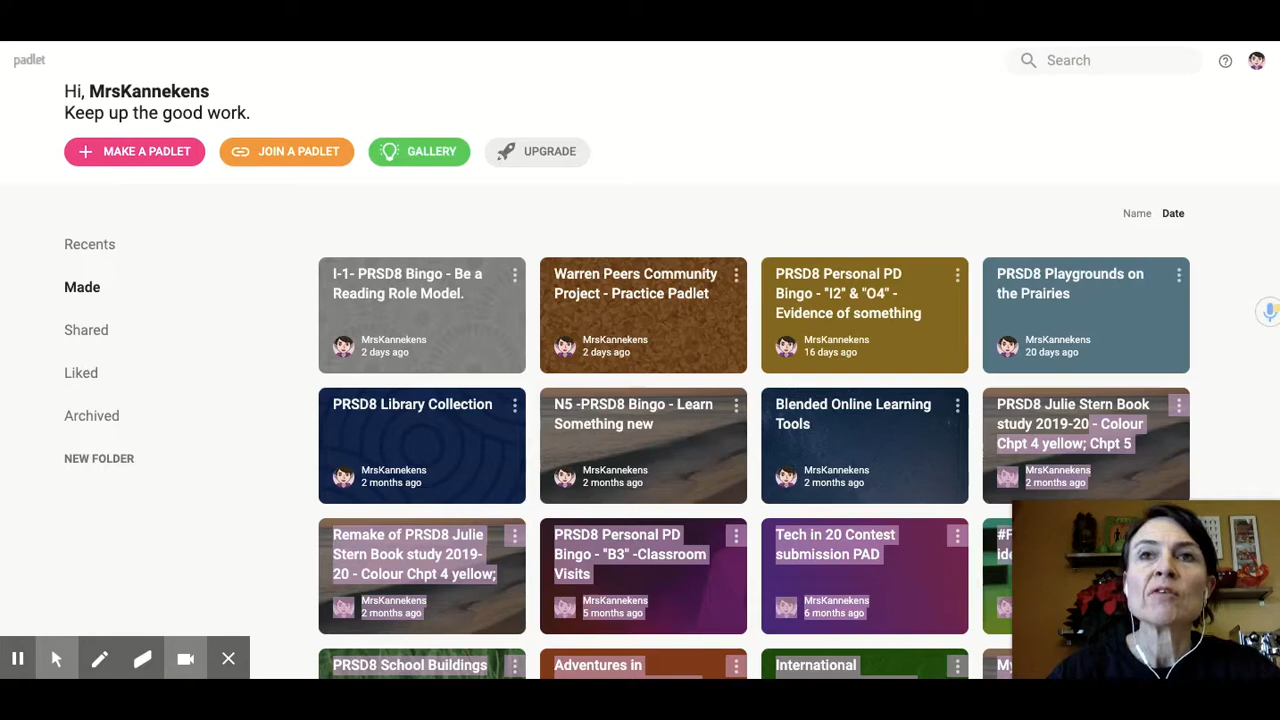 padlet
Search
Hi, MrsKannekens
Keep up the good work.
MAKE A PADLET
JOIN A PADLET
GALLERY
UPGRADE
Name Date
Recents
Made
Shared
Liked
Archived
NEW FOLDER
I-1- PRSD8 Bingo - Be a
Reading Role Model.
MrsKannekens
2 days ago
Warren Peers Community
Project - Practice Padlet
MrsKannekens
2 days ago
PRSD8 Personal PD
Bingo - "I2" & "O4" -
Evidence of something
MrsKannekens
16 days ago
PRSD8 Playgrounds on
the Prairies
MrsKannekens
20 days ago
PRSD8 Library Collection
MrsKannekens
2 months ago
N5 -PRSD8 Bingo - Learn
Something new
MrsKannekens
2 months ago
Blended Online Learning
Tools
MrsKannekens
2 months ago
PRSD8 Julie Stern Book
study 2019-20 - Colour
Chpt 4 yellow; Chpt 5
MrsKannekens
2 months ago
Remake of PRSD8 Julie
Stern Book study 2019-
20 - Colour Chpt 4 yellow;
MrsKannekens
2 months ago
PRSD8 Personal PD
Bingo - "B3" -Classroom
Visits
MrsKannekens
5 months ago
Tech in 20 Contest
submission PAD
MrsKannekens
6 months ago
PRSD8 School Buildings
Adventures in
International